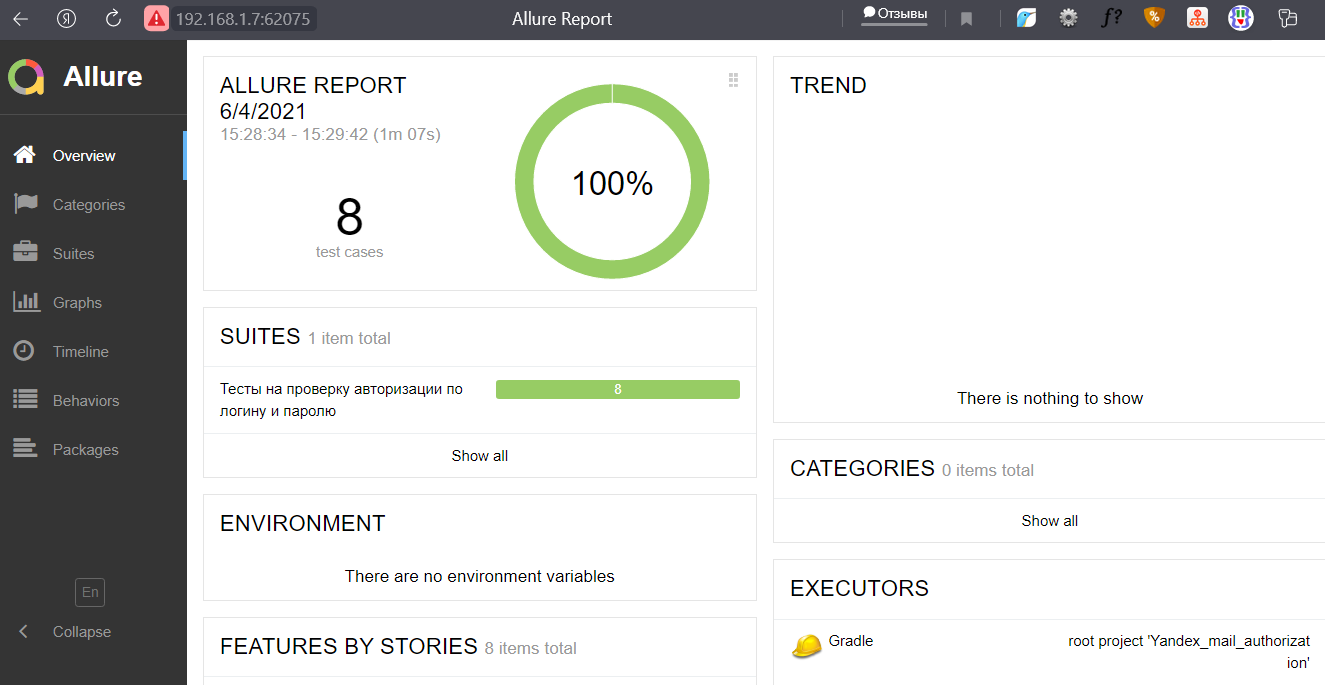 192.168.1.7:62075
Allure Report
Отзывы
f?
%
Allure
Overview
Categories
Suites
Graphs
Timeline
Behaviors
Packages
En
Collapse
ALLURE REPORT
6/4/2021
15:28:34 - 15:29:42 (1m 07s)
8
test cases
100%
SUITES 1 item total
Тесты на проверку авторизации по
логину и паролю
8
Show all
ENVIRONMENT
There are no environment variables
FEATURES BY STORIES 8 items total
TREND
There is nothing to show
CATEGORIES 0 items total
Show all
EXECUTORS
Gradle
root project 'Yandex_mail_authorizat
ion'